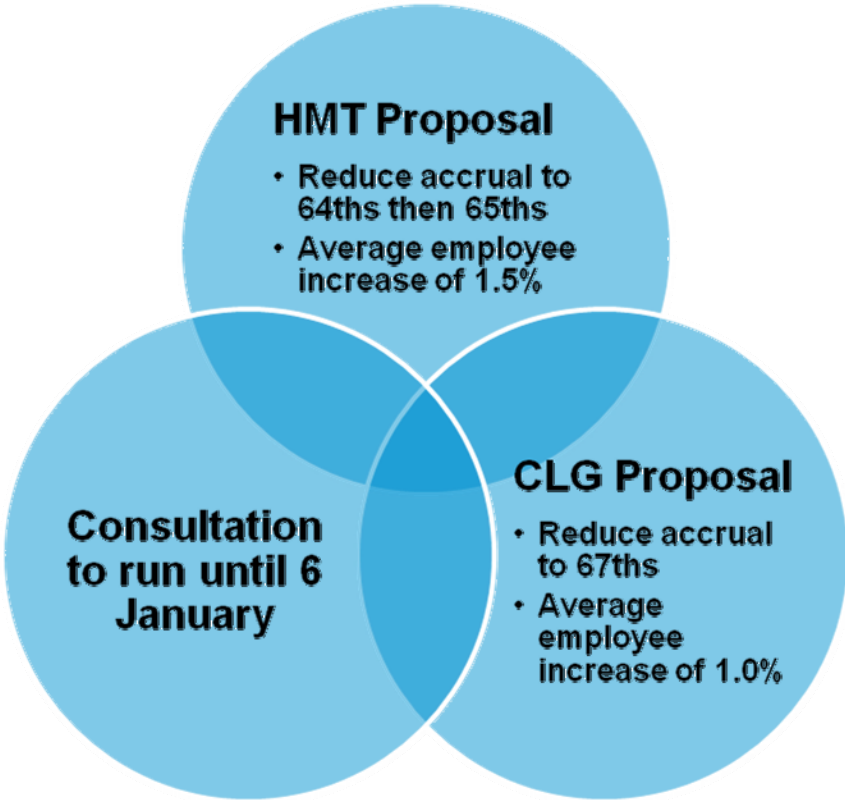 HMT Proposal
• Reduce accrual to
64ths then 65ths
• Average employee
increase of 1.5%
Consultation
to run until 6
January
CLG Proposal
• Reduce accrual
to 67ths
• Average
employee
increase of 1.0%